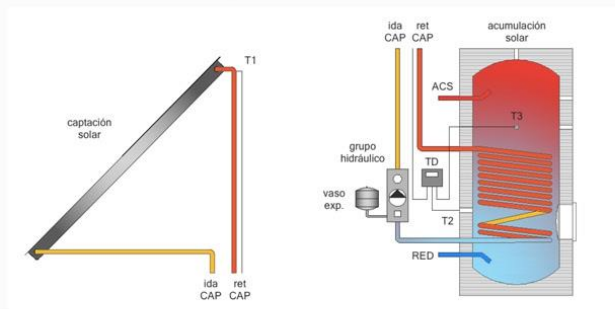 T1
captación
solar
ida
CAP
ret
CAP
ida
CAP
ret
CAP
acumulación
solar
ACS
T3
grupo
hidráulico
TD
vaso
exp.
T2
RED